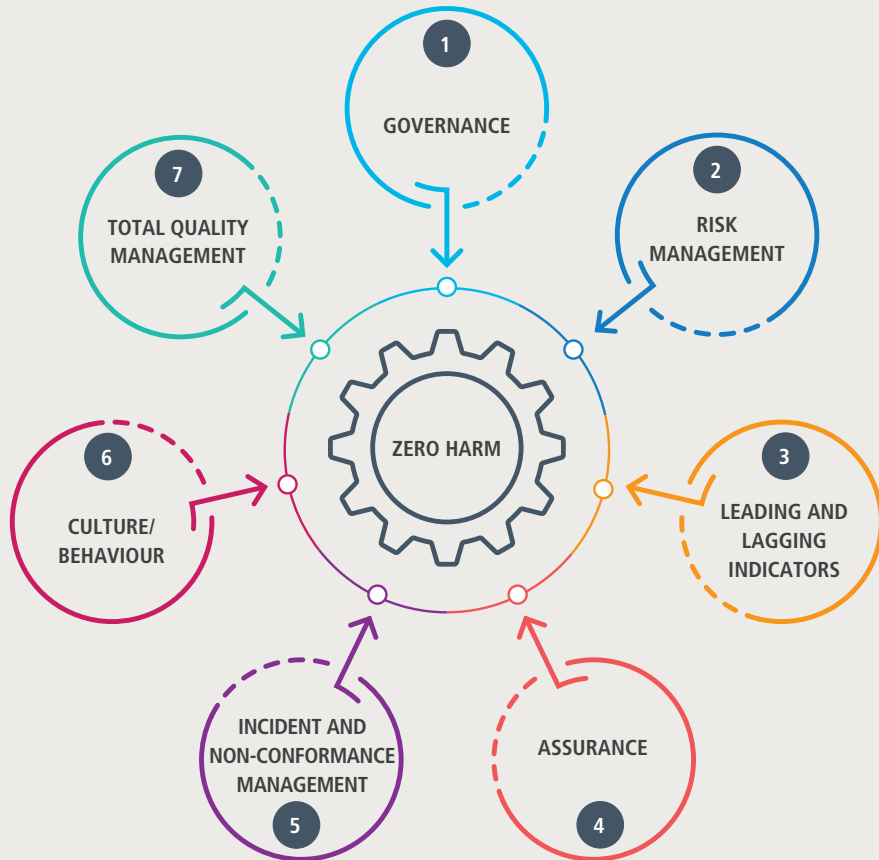 1
GOVERNANCE
2
RISK
MANAGEMENT
3
LEADING AND
LAGGING
INDICATORS
4
ASSURANCE
5
INCIDENT AND
NON-CONFORMANCE
MANAGEMENT
6
CULTURE/
BEHAVIOUR
7
TOTAL QUALITY
MANAGEMENT
ZERO HARM